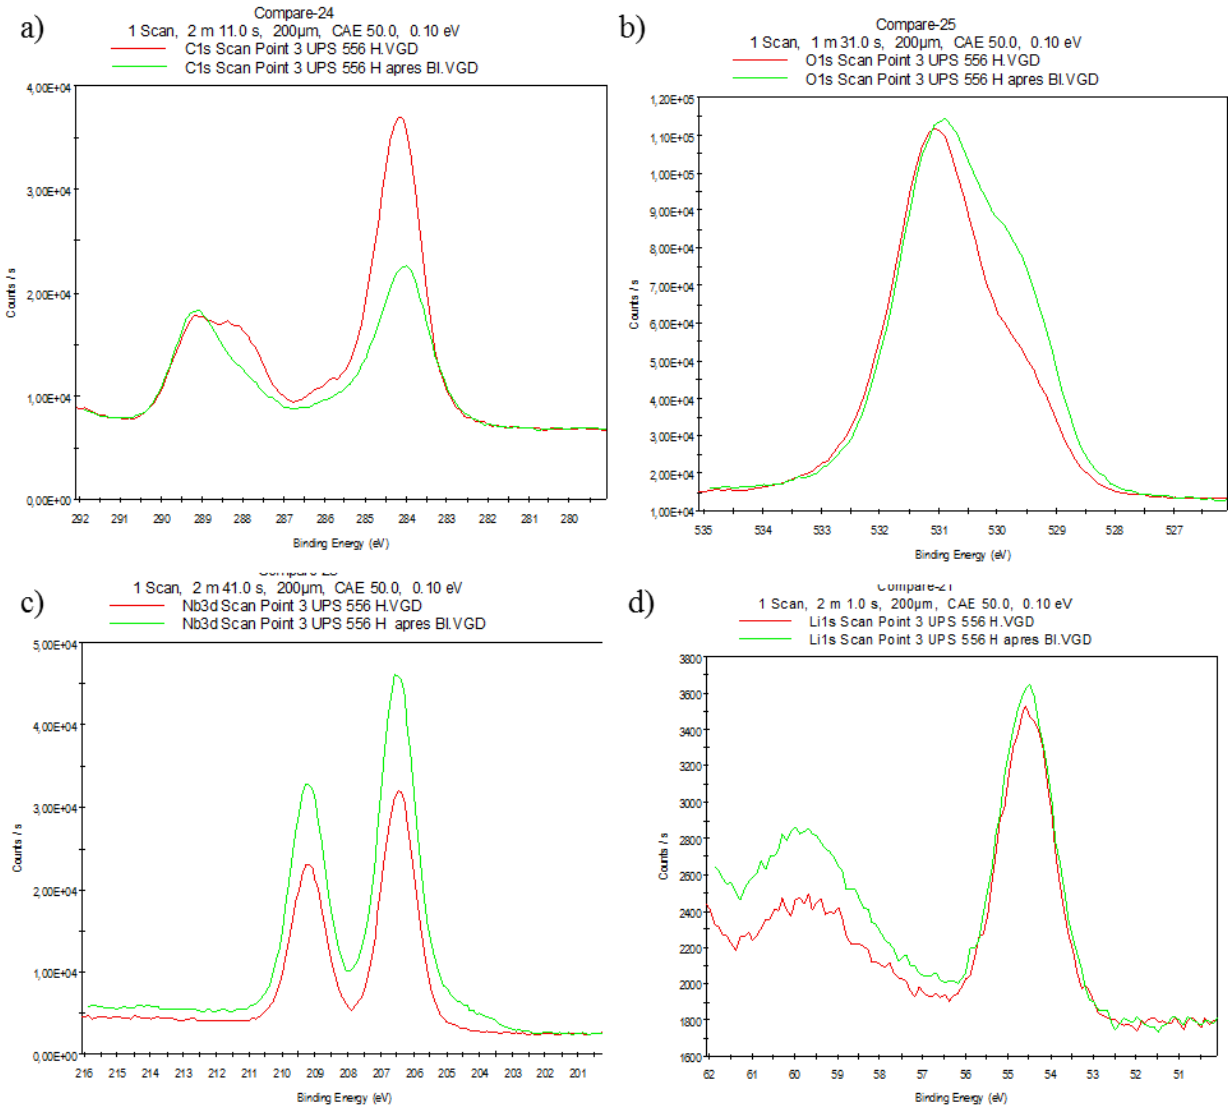 a)
Compare-24
1 Scan, 2 m 11.0 s, 200µm, CAE 50.0, 0.10 eV
C1s Scan Point 3 UPS 556 H.VGD
C1s Scan Point 3 UPS 556 H apres BI.VGD
4,00E+04
3,00E+04
2,00E+04
1,00E+04
0,00E+00
Counts / s
292 291 290 289 288 287 286 285 284 283 282 281 280
Binding Energy (eV)
b)
Compare-25
1 Scan, 1 m 31.0 s, 200µm, CAE 50.0, 0.10 eV
O1s Scan Point 3 UPS 556 H.VGD
O1s Scan Point 3 UPS 556 H apres BI.VGD
1,20E+05
1,10E+05
1,00E+05
9,00E+04
8,00E+04
7,00E+04
6,00E+04
5,00E+04
4,00E+04
3,00E+04
2,00E+04
1,00E+04
Counts / s
535 534 533 532 531 530 529 528 527
Binding Energy (eV)
c)
1 Scan, 2 m 41.0 s, 200µm, CAE 50.0, 0.10 eV
Nb3d Scan Point 3 UPS 556 H.VGD
Nb3d Scan Point 3 UPS 556 H apres BI.VGD
5,00E+04
4,00E+04
3,00E+04
2,00E+04
1,00E+04
0,00E+00
Counts / s
216 215 214 213 212 211 210 209 208 207 206 205 204 203 202 201
Binding Energy (eV)
d)
Compare-21
1 Scan, 2 m 1.0 s, 200µm, CAE 50.0, 0.10 eV
Li1s Scan Point 3 UPS 556 H.VGD
Li1s Scan Point 3 UPS 556 H apres BI.VGD
3800
3600
3400
3200
3000
2800
2600
2400
2200
2000
1800
1600
Counts / s
62 61 60 59 58 57 56 55 54 53 52 51
Binding Energy (eV)